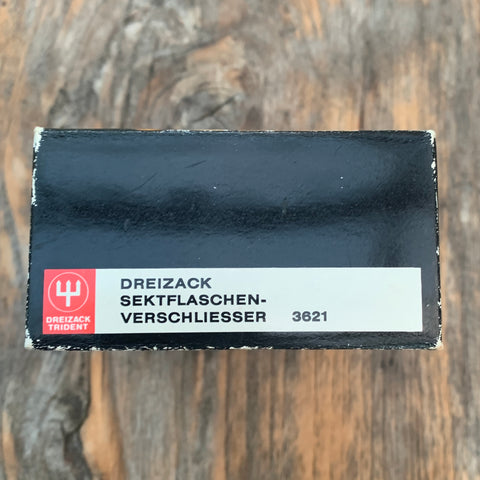 DREIZACK
TRIDENT
DREIZACK
SEKTFLASCHEN-
VERSCHLIESSER 3621